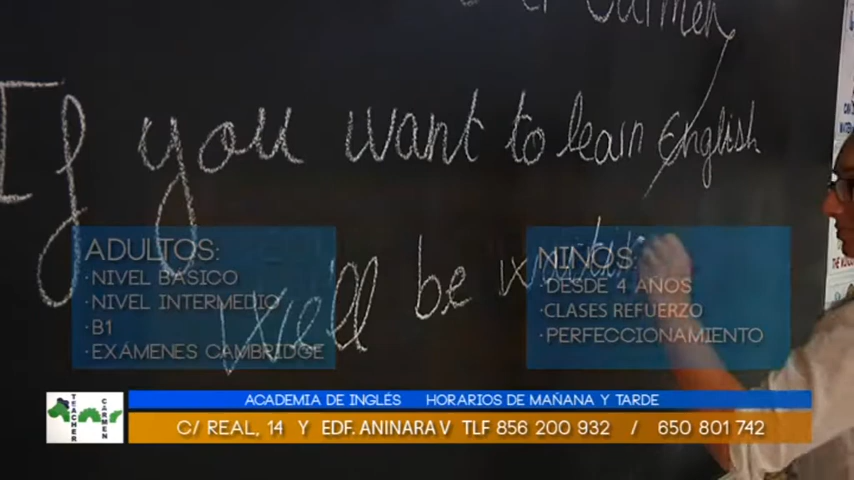 Carmen
If you want to learn English
We'll be waiti
ADULTOS:
·NIVEL BÁSICO
·NIVEL INTERMEDIO
·B1
·EXÁMENES CAMBRIDGE
NIÑOS:
·DESDE 4 AÑOS
·CLASES REFUERZO
·PERFECCIONAMIENTO
TEACHER CARMEN
ACADEMIA DE INGLÉS HORARIOS DE MAÑANA Y TARDE
C/ REAL, 14 Y EDF. ANINARA V TLF 856 200 932 / 650 801 742